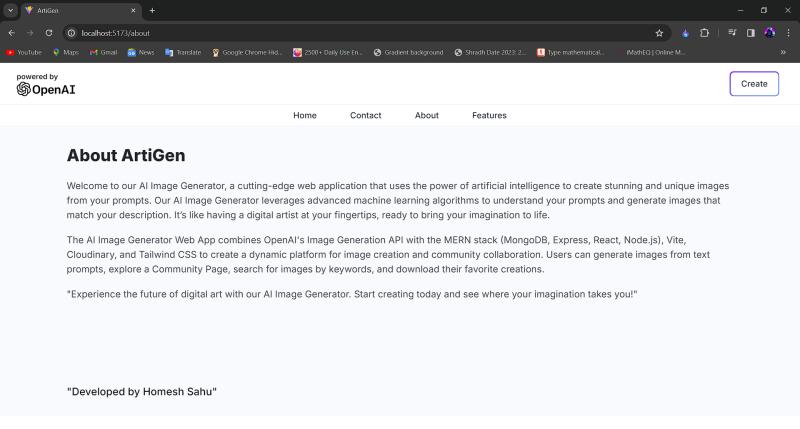 ArtiGen
localhost:5173/about
YouTube Maps Gmail News Translate Google Chrome Hid... 2500+ Daily Use En... Gradient background Shradh Date 2023: 2... Type mathematical... iMathEQ | Online M...
powered by
OpenAI
Create
Home Contact About Features
About ArtiGen
Welcome to our AI Image Generator, a cutting-edge web application that uses the power of artificial intelligence to create stunning and unique images
from your prompts. Our AI Image Generator leverages advanced machine learning algorithms to understand your prompts and generate images that
match your description. It's like having a digital artist at your fingertips, ready to bring your imagination to life.
The AI Image Generator Web App combines OpenAI's Image Generation API with the MERN stack (MongoDB, Express, React, Node.js), Vite,
Cloudinary, and Tailwind CSS to create a dynamic platform for image creation and community collaboration. Users can generate images from text
prompts, explore a Community Page, search for images by keywords, and download their favorite creations.
"Experience the future of digital art with our AI Image Generator. Start creating today and see where your imagination takes you!"
"Developed by Homesh Sahu"